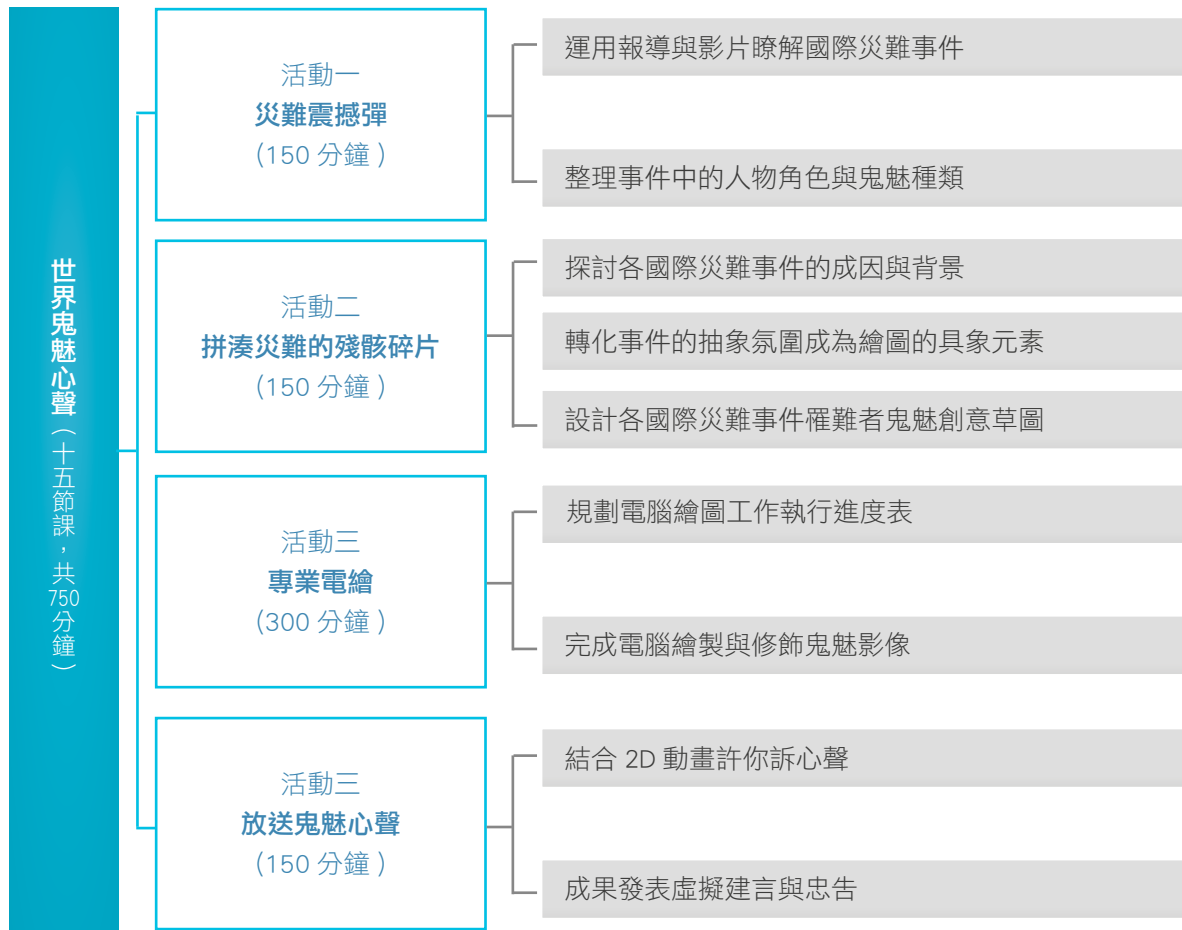 世界鬼魅心聲（十五節課，共750分鐘）
活動一
災難震撼彈
(150 分鐘)
運用報導與影片瞭解國際災難事件
整理事件中的人物角色與鬼魅種類
活動二
拼湊災難的殘骸碎片
(150 分鐘)
探討各國際災難事件的成因與背景
轉化事件的抽象氛圍成為繪圖的具象元素
設計各國際災難事件罹難者鬼魅創意草圖
活動三
專業電繪
(300 分鐘)
規劃電腦繪圖工作執行進度表
完成電腦繪製與修飾鬼魅影像
活動三
放送鬼魅心聲
(150 分鐘)
結合 2D 動畫許你訴心聲
成果發表虛擬建言與忠告